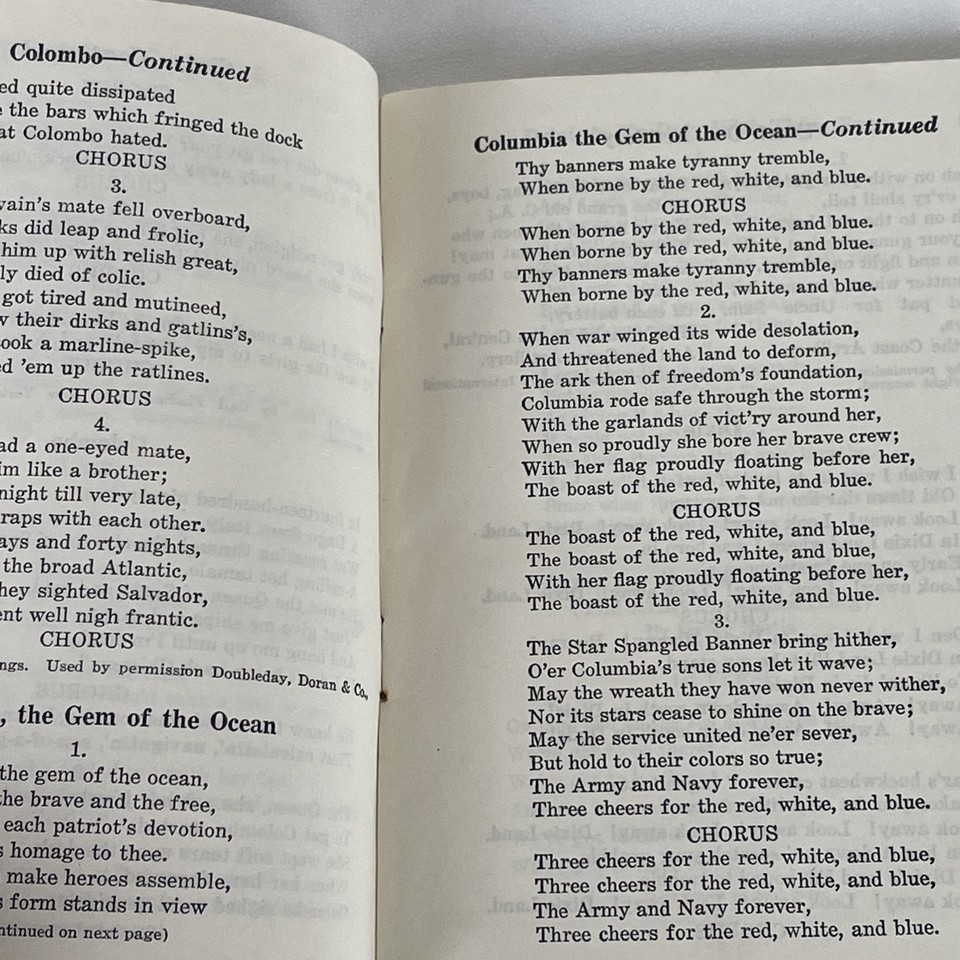 Colombo—Continued
ed quite dissipated
e the bars which fringed the dock
at Colombo hated.
CHORUS
3.
vain's mate fell overboard,
ks did leap and frolic,
him up with relish great,
ly died of colic.
got tired and mutineed,
w their dirks and gatlins's,
ook a marline-spike,
ed 'em up the ratlines.
CHORUS
4.
ad a one-eyed mate,
im like a brother;
night till very late,
raps with each other.
ays and forty nights,
the broad Atlantic,
hey sighted Salvador,
ent well nigh frantic.
CHORUS
ngs. Used by permission Doubleday, Doran & Co,
, the Gem of the Ocean
1.
the gem of the ocean,
the brave and the free,
each patriot's devotion,
s homage to thee.
make heroes assemble,
s form stands in view
ntinued on next page)
Columbia the Gem of the Ocean—Continued
Thy banners make tyranny tremble,
When borne by the red, white, and blue.
CHORUS
When borne by the red, white, and blue.
When borne by the red, white, and blue.
Thy banners make tyranny tremble,
When borne by the red, white, and blue.
2.
When war winged its wide desolation,
And threatened the land to deform,
The ark then of freedom's foundation,
Columbia rode safe through the storm;
With the garlands of vict'ry around her,
When so proudly she bore her brave crew;
With her flag proudly floating before her,
The boast of the red, white, and blue.
CHORUS
The boast of the red, white, and blue,
The boast of the red, white, and blue,
With her flag proudly floating before her,
The boast of the red, white, and blue.
3.
The Star Spangled Banner bring hither,
O'er Columbia's true sons let it wave;
May the wreath they have won never wither,
Nor its stars cease to shine on the brave;
May the service united ne'er sever,
But hold to their colors so true;
The Army and Navy forever,
Three cheers for the red, white, and blue.
CHORUS
Three cheers for the red, white, and blue,
Three cheers for the red, white, and blue,
The Army and Navy forever,
Three cheers for the red, white, and blue.